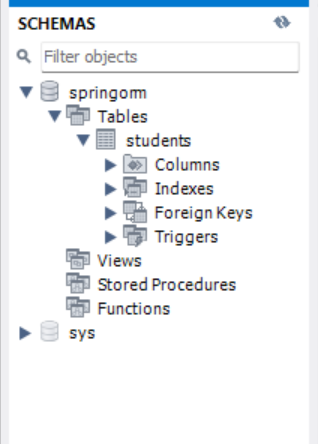 SCHEMAS
Filter objects
springorm
Tables
students
Columns
Indexes
Foreign Keys
Triggers
Views
Stored Procedures
Functions
sys